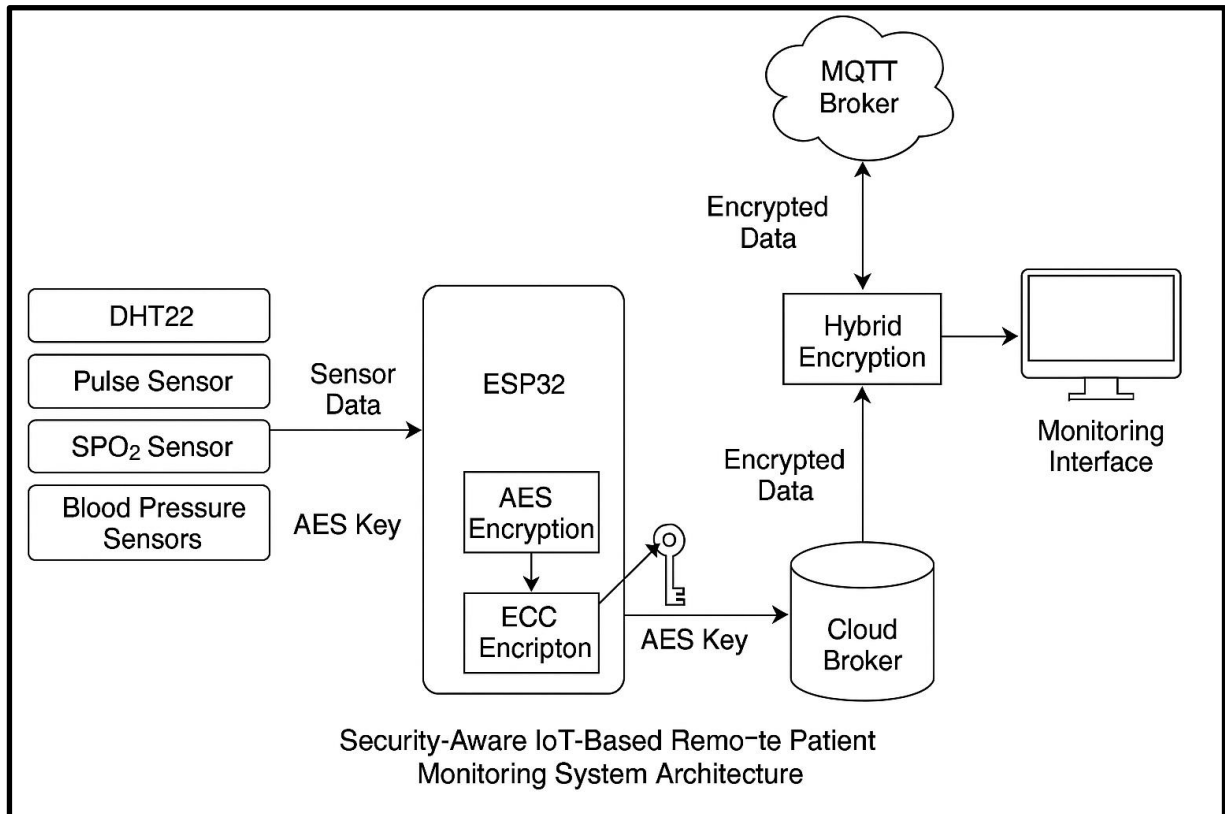 MQTT
Broker
Encrypted
Data
DHT22
Pulse Sensor
SPO₂ Sensor
Blood Pressure
Sensors
Sensor
Data
AES Key
ESP32
AES
Encryption
ECC
Encripton
AES Key
Hybrid
Encryption
Monitoring
Interface
Encrypted
Data
Cloud
Broker
Security-Aware IoT-Based Remo-te Patient
Monitoring System Architecture